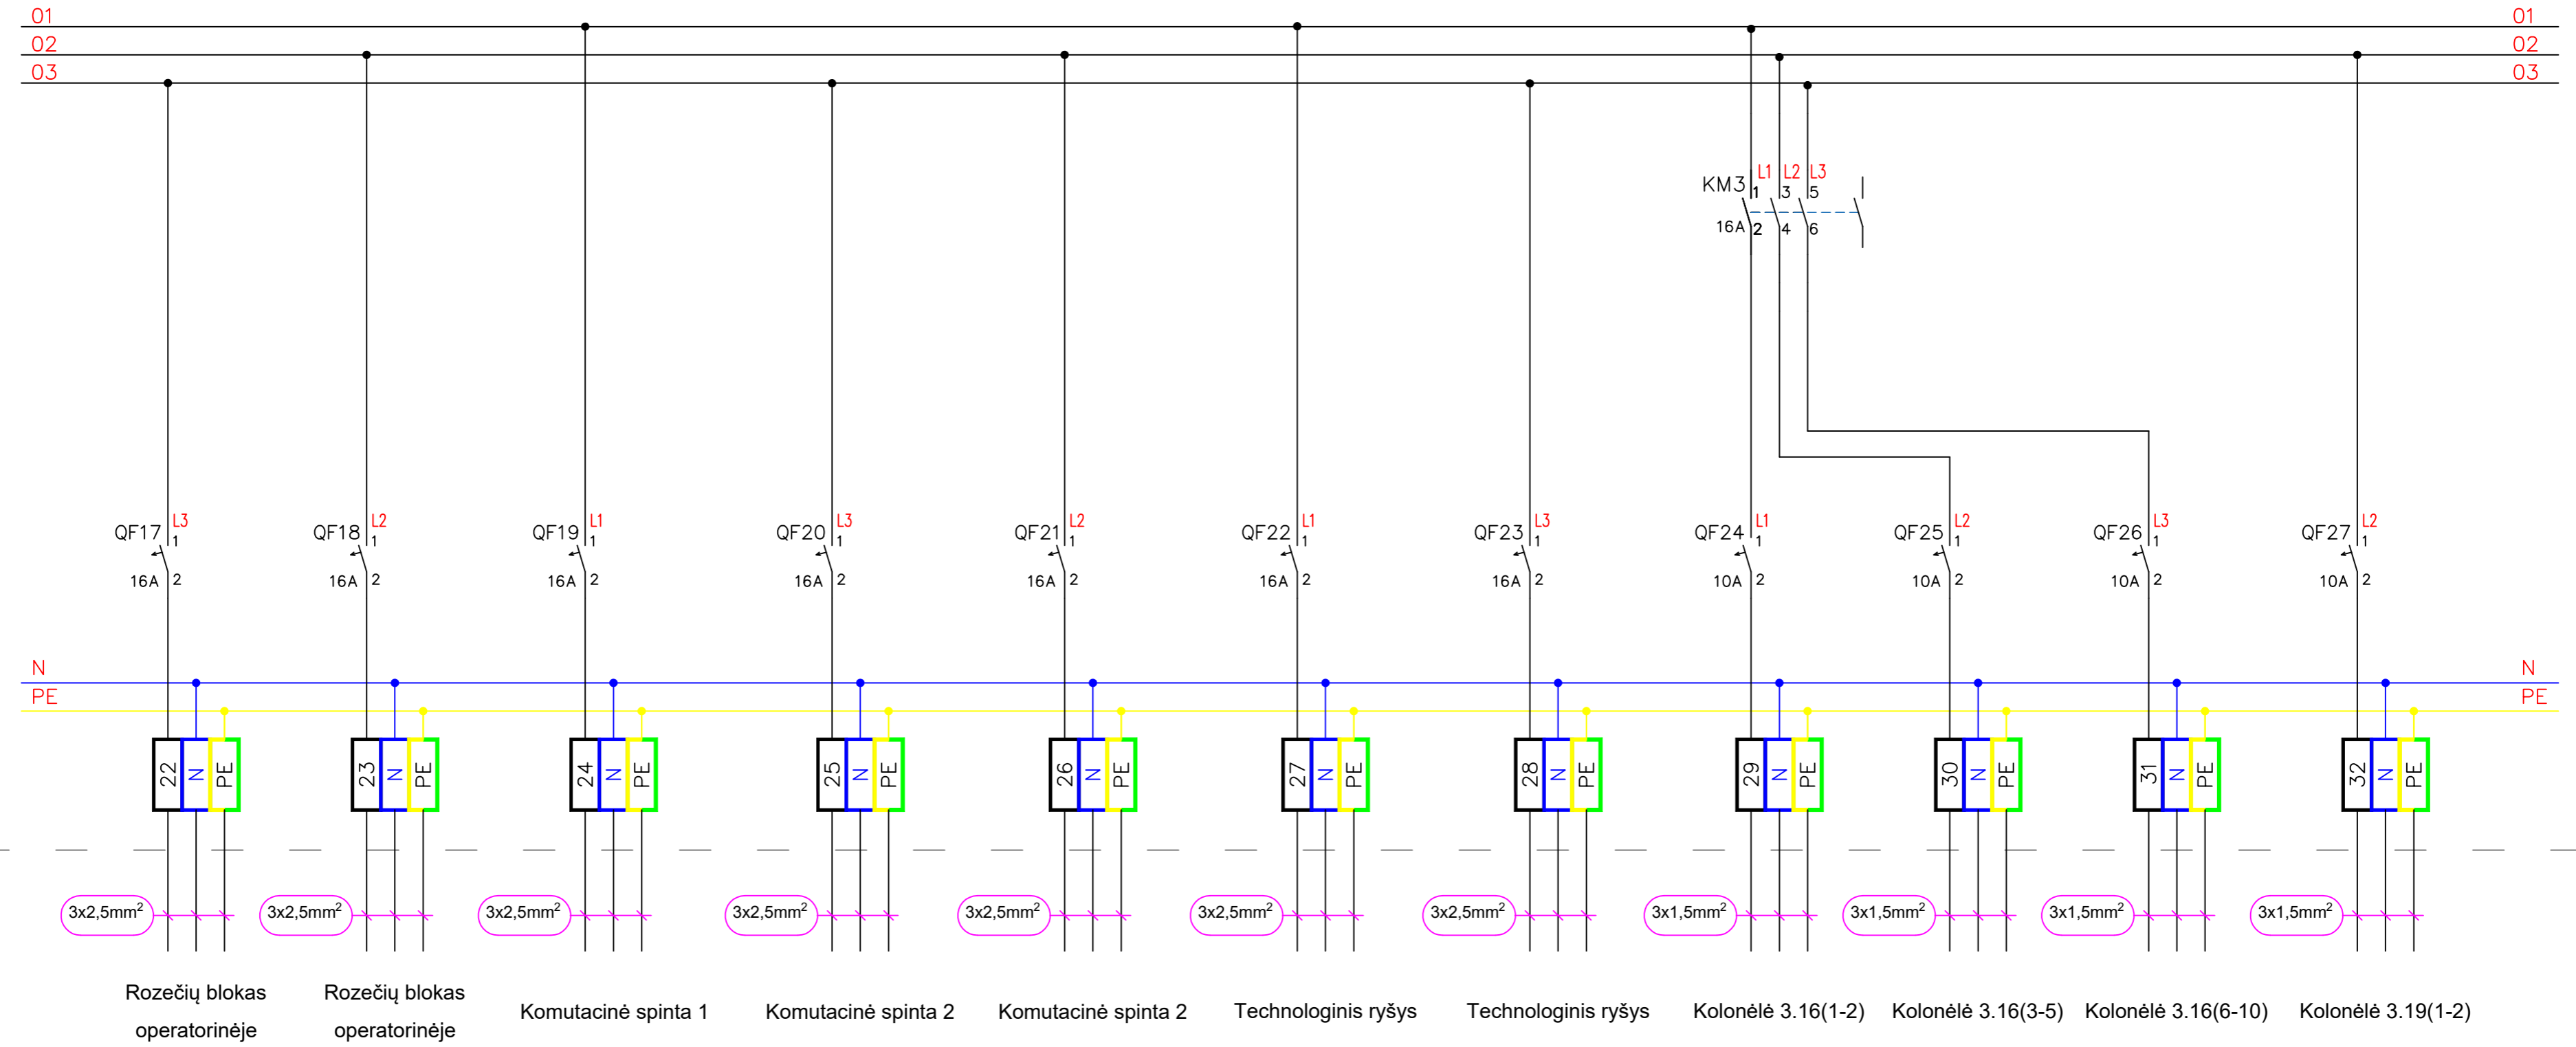 01 01
02 02
03 03
L1 L2 L3
KM3 1 3 5
16A 2 4 6
L3 L2 L1 L3 L2 L1 L3 L1 L2 L3 L2
QF17 1 QF18 1 QF19 1 QF20 1 QF21 1 QF22 1 QF23 1 QF24 1 QF25 1 QF26 1 QF27 1
16A 2 16A 2 16A 2 16A 2 16A 2 16A 2 16A 2 10A 2 10A 2 10A 2 10A 2
N N
PE PE
22 N PE 23 N PE 24 N PE 25 N PE 26 N PE 27 N PE 28 N PE 29 N PE 30 N PE 31 N PE 32 N PE
3x2,5mm² 3x2,5mm² 3x2,5mm² 3x2,5mm² 3x2,5mm² 3x2,5mm² 3x2,5mm² 3x1,5mm² 3x1,5mm² 3x1,5mm² 3x1,5mm²
Rozečių blokas
operatorinėje
Rozečių blokas
operatorinėje
Komutacinė spinta 1
Komutacinė spinta 2
Komutacinė spinta 2
Technologinis ryšys
Technologinis ryšys
Kolonėlė 3.16(1-2)
Kolonėlė 3.16(3-5)
Kolonėlė 3.16(6-10)
Kolonėlė 3.19(1-2)